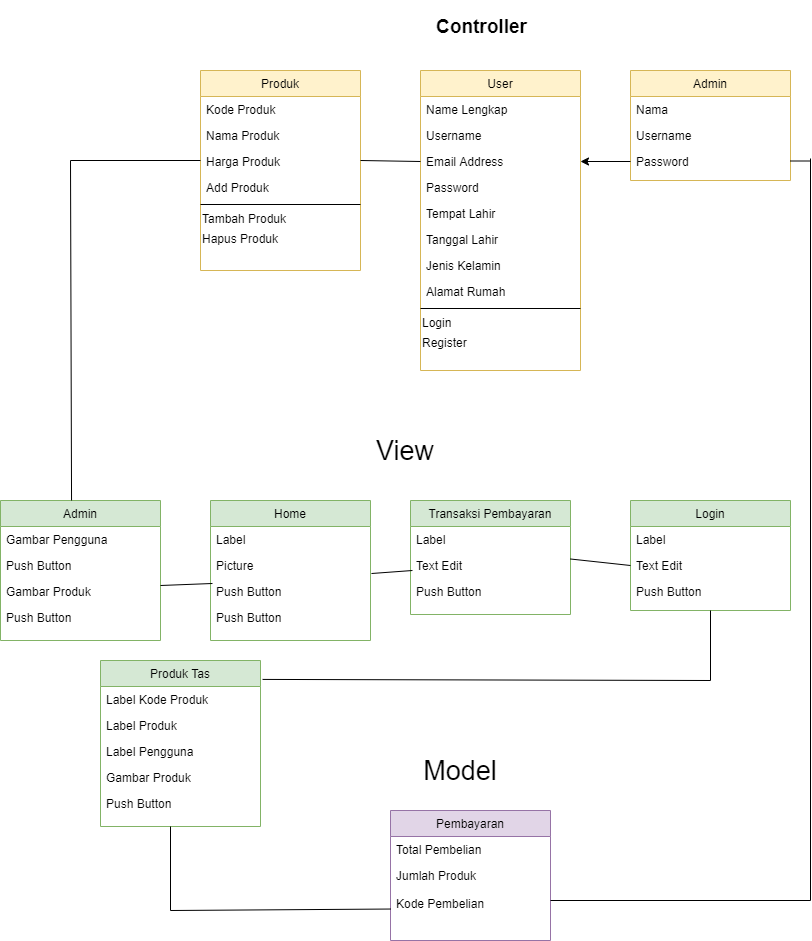 Controller
Produk
Kode Produk
Nama Produk
Harga Produk
Add Produk
Tambah Produk
Hapus Produk
User
Name Lengkap
Username
Email Address
Password
Tempat Lahir
Tanggal Lahir
Jenis Kelamin
Alamat Rumah
Login
Register
Admin
Nama
Username
Password
View
Admin
Gambar Pengguna
Push Button
Gambar Produk
Push Button
Home
Label
Picture
Push Button
Push Button
Transaksi Pembayaran
Label
Text Edit
Push Button
Login
Label
Text Edit
Push Button
Produk Tas
Label Kode Produk
Label Produk
Label Pengguna
Gambar Produk
Push Button
Model
Pembayaran
Total Pembelian
Jumlah Produk
Kode Pembelian